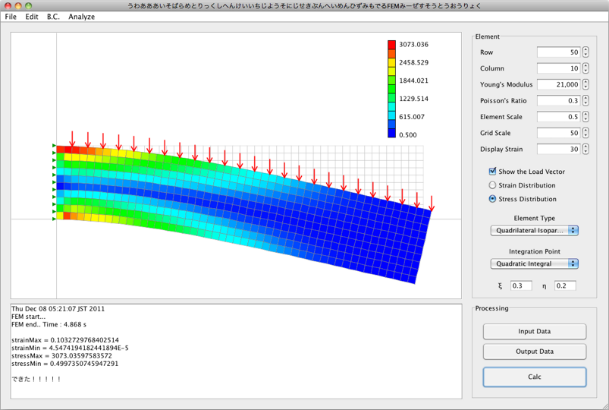 うわあああいそぱらめとりっくしへんけいいちじようそにじせきぶんへいめんひずみもでるFEMみーぜすそうとうおうりょく
File Edit B.C. Analyze
3073.036
2458.529
1844.021
1229.514
615.007
0.500
Element
Row 50
Column 10
Young's Modulus 21,000
Poisson's Ratio 0.3
Element Scale 0.5
Grid Scale 50
Display Strain 30
Show the Load Vector
Strain Distribution
Stress Distribution
Element Type
Quadrilateral Isopar...
Integration Point
Quadratic Integral
ξ 0.3 η 0.2
Thu Dec 08 05:21:07 JST 2011
FEM start...
FEM end.. Time : 4.868 s
strainMax = 0.1032729768402514
strainMin = 4.5474194182441894E-5
stressMax = 3073.03597583572
stressMin = 0.4997350745947291
できた！！！！！
Processing
Input Data
Output Data
Calc